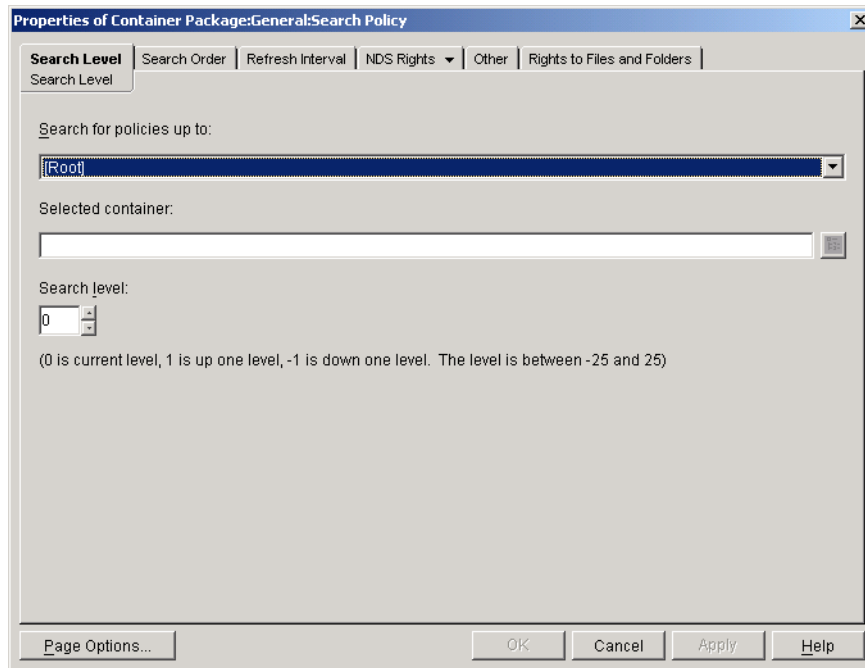 Properties of Container Package:General:Search Policy
Search Level Search Order Refresh Interval NDS Rights Other Rights to Files and Folders
Search Level
Search for policies up to:
[Root]
Selected container:
Search level:
0
(0 is current level, 1 is up one level, -1 is down one level. The level is between -25 and 25)
Page Options... OK Cancel Apply Help